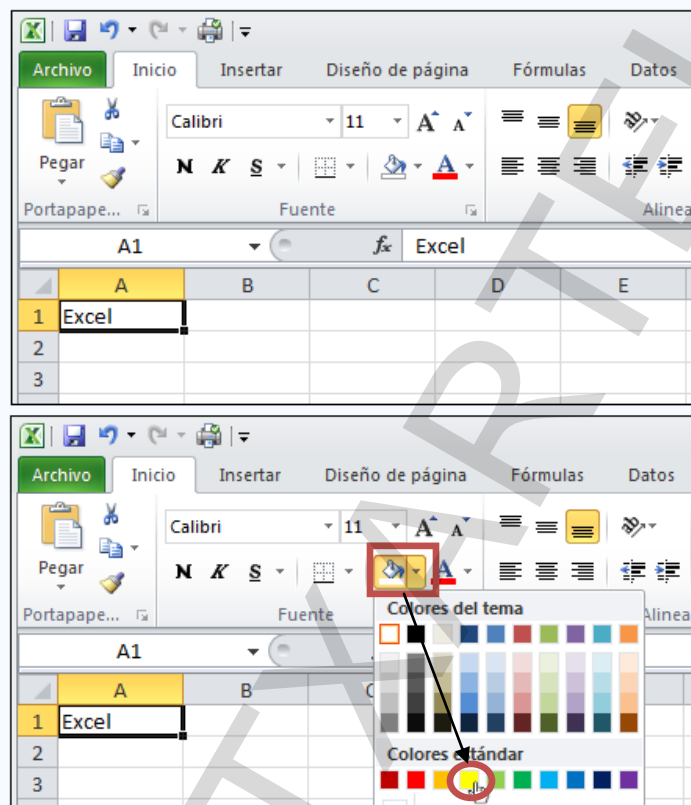 Archivo Inicio Insertar Diseño de página Fórmulas Datos
Calibri 11 A A
Pegar N K S A
Portapape... Fuente Alinea
A1 fx Excel
A B C D E
1 Excel
2
3
Archivo Inicio Insertar Diseño de página Fórmulas Datos
Calibri 11 A A
Pegar N K S A
Portapape... Fuente Alinea
Colores del tema
A1
A B C
1 Excel
2
Colores estándar
3